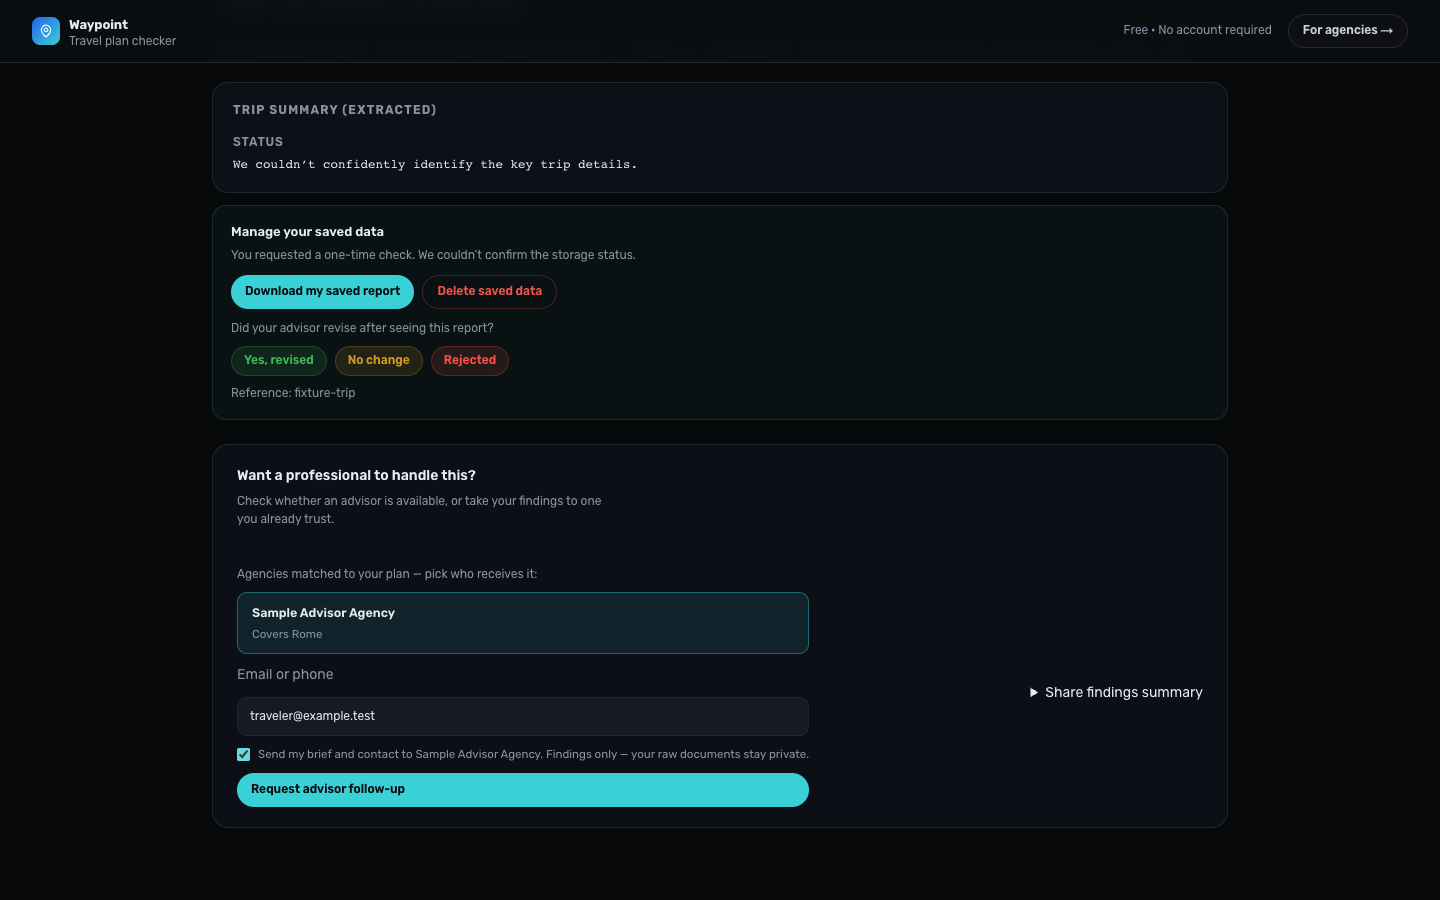 Waypoint
Travel plan checker
Free • No account required
For agencies →
TRIP SUMMARY (EXTRACTED)
STATUS
We couldn’t confidently identify the key trip details.
Manage your saved data
You requested a one-time check. We couldn’t confirm the storage status.
Download my saved report
Delete saved data
Did your advisor revise after seeing this report?
Yes, revised
No change
Rejected
Reference: fixture-trip
Want a professional to handle this?
Check whether an advisor is available, or take your findings to one
you already trust.
Agencies matched to your plan — pick who receives it:
Sample Advisor Agency
Covers Rome
Email or phone
traveler@example.test
Send my brief and contact to Sample Advisor Agency. Findings only — your raw documents stay private.
Request advisor follow-up
▶ Share findings summary